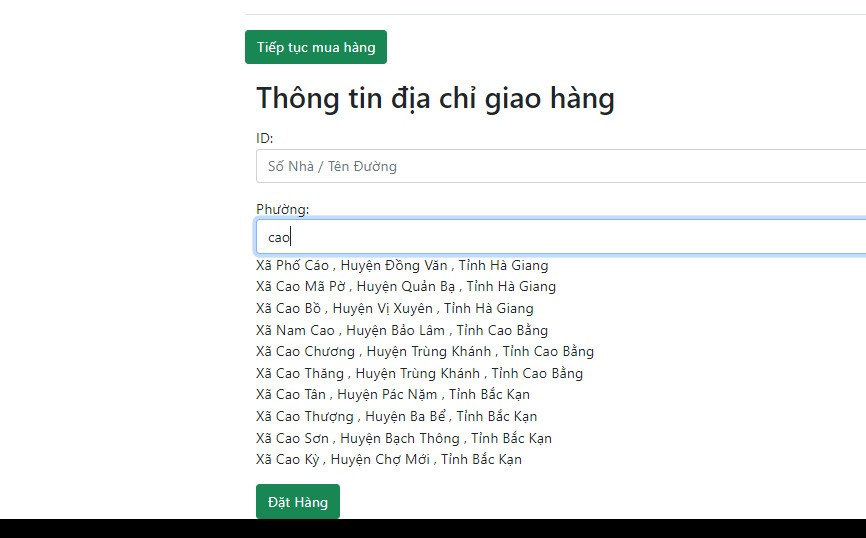 Tiếp tục mua hàng
Thông tin địa chỉ giao hàng
ID:
Số Nhà / Tên Đường
Phường:
cao
Xã Phố Cáo , Huyện Đồng Văn , Tỉnh Hà Giang
Xã Cao Mã Pờ , Huyện Quản Bạ , Tỉnh Hà Giang
Xã Cao Bồ , Huyện Vị Xuyên , Tỉnh Hà Giang
Xã Nam Cao , Huyện Bảo Lâm , Tỉnh Cao Bằng
Xã Cao Chương , Huyện Trùng Khánh , Tỉnh Cao Bằng
Xã Cao Thăng , Huyện Trùng Khánh , Tỉnh Cao Bằng
Xã Cao Tân , Huyện Pác Nặm , Tỉnh Bắc Kạn
Xã Cao Thượng , Huyện Ba Bể , Tỉnh Bắc Kạn
Xã Cao Sơn , Huyện Bạch Thông , Tỉnh Bắc Kạn
Xã Cao Kỳ , Huyện Chợ Mới , Tỉnh Bắc Kạn
Đặt Hàng